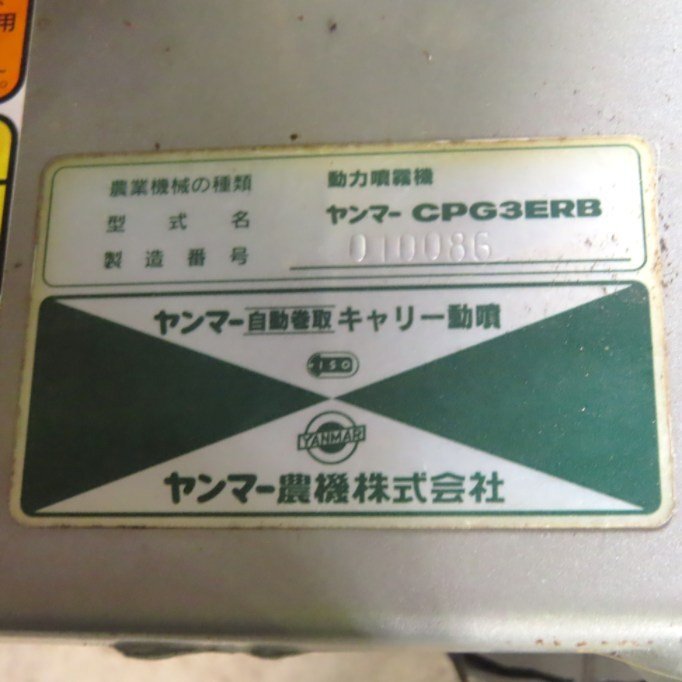 用
農業機械の種類 動力噴霧機
型式名 ヤンマー CPG3ERB
製造番号 010086
ヤンマー自動巻取キャリー動噴
ISO
YANMAR
ヤンマー農機株式会社